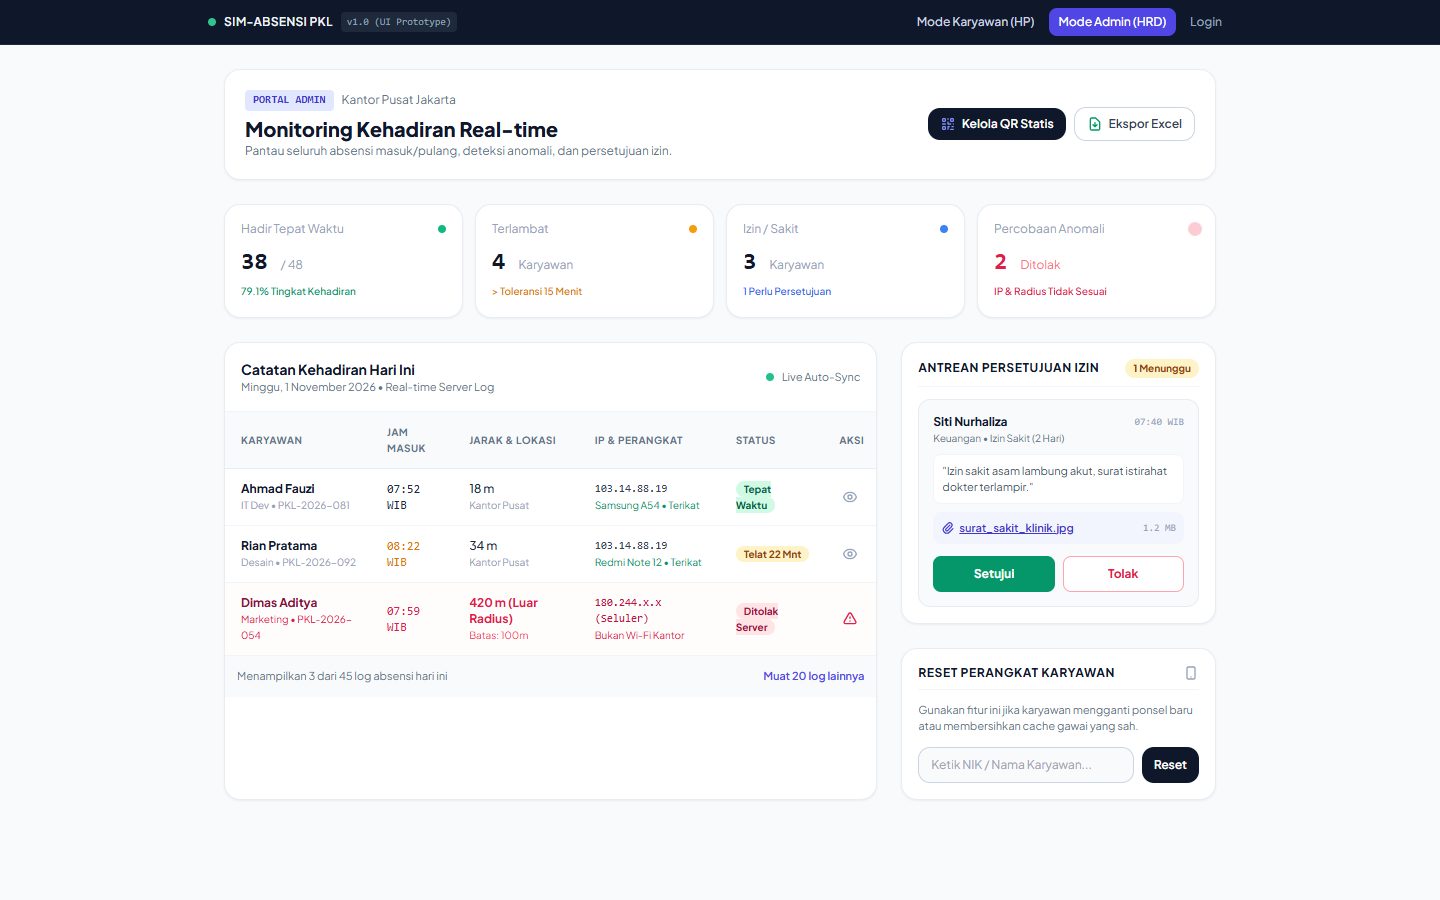 SIM-ABSENSI PKL v1.0 (UI Prototype) Mode Karyawan (HP) Mode Admin (HRD) Login
PORTAL ADMIN Kantor Pusat Jakarta
Monitoring Kehadiran Real-time
Pantau seluruh absensi masuk/pulang, deteksi anomali, dan persetujuan izin.
Kelola QR Statis Ekspor Excel
Hadir Tepat Waktu
38 / 48
79.1% Tingkat Kehadiran
Terlambat
4 Karyawan
> Toleransi 15 Menit
Izin / Sakit
3 Karyawan
1 Perlu Persetujuan
Percobaan Anomali
2 Ditolak
IP & Radius Tidak Sesuai
Catatan Kehadiran Hari Ini
Minggu, 1 November 2026 • Real-time Server Log
Live Auto-Sync
KARYAWAN JAM MASUK JARAK & LOKASI IP & PERANGKAT STATUS AKSI
Ahmad Fauzi
IT Dev • PKL-2026-081
07:52
WIB
18 m
Kantor Pusat
103.14.88.19
Samsung A54 • Terikat
Tepat
Waktu
Rian Pratama
Desain • PKL-2026-092
08:22
WIB
34 m
Kantor Pusat
103.14.88.19
Redmi Note 12 • Terikat
Telat 22 Mnt
Dimas Aditya
Marketing • PKL-2026-
054
07:59
WIB
420 m (Luar
Radius)
Batas: 100m
180.244.x.x
(Seluler)
Bukan Wi-Fi Kantor
Ditolak
Server
Menampilkan 3 dari 45 log absensi hari ini
Muat 20 log lainnya
ANTREAN PERSETUJUAN IZIN 1 Menunggu
Siti Nurhaliza 07:40 WIB
Keuangan • Izin Sakit (2 Hari)
"Izin sakit asam lambung akut, surat istirahat
dokter terlampir."
surat_sakit_klinik.jpg 1.2 MB
Setujui Tolak
RESET PERANGKAT KARYAWAN
Gunakan fitur ini jika karyawan mengganti ponsel baru
atau membersihkan cache gawai yang sah.
Ketik NIK / Nama Karyawan... Reset